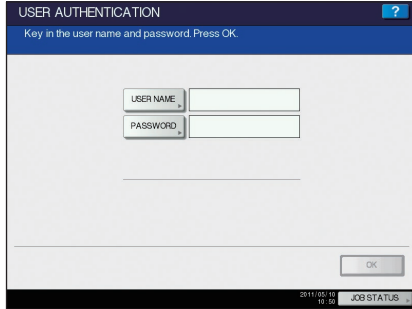 USER AUTHENTICATION
?
Key in the user name and password. Press OK.
USER NAME
PASSWORD
OK
2011/05/10
10:50
JOB STATUS